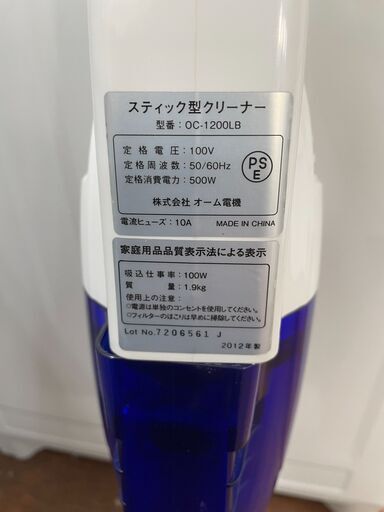 スティック型クリーナー
型番：OC-1200LB
定格電圧：100V
定格周波数：50/60Hz
定格消費電力：500W
PS
E
株式会社 オーム電機
電流ヒューズ：10A MADE IN CHINA
家庭用品品質表示法による表示
吸込仕事率：100W
質量：1.9kg
使用上の注意：
○電源は単独のコンセントを使用してください。
○フィルターのほこりは早めに掃除してください。
Lot No.7206561 J
2012年製